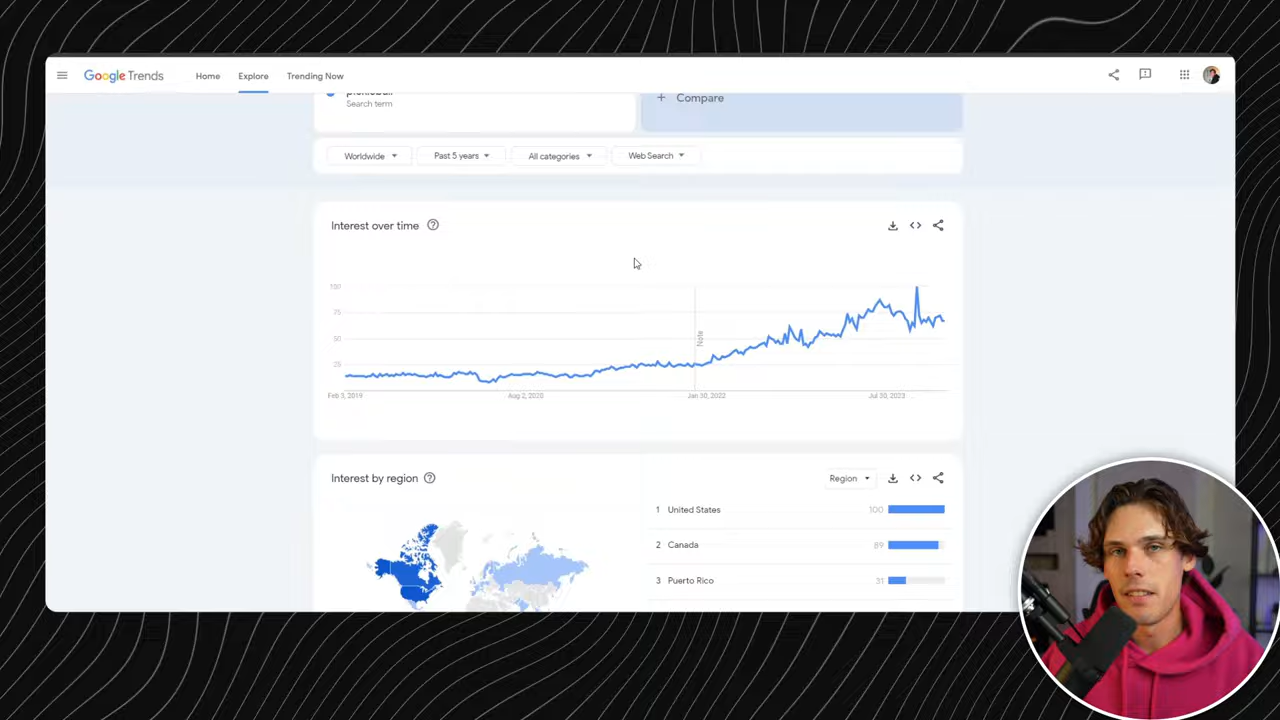 Google Trends Home Explore Trending Now
Search term
+ Compare
Worldwide Past 5 years All categories Web Search
Interest over time
100
75
50
25
Note
Feb 3, 2019 Aug 2, 2020 Jan 30, 2022 Jul 30, 2023
Interest by region Region
1 United States 100
2 Canada 89
3 Puerto Rico 31